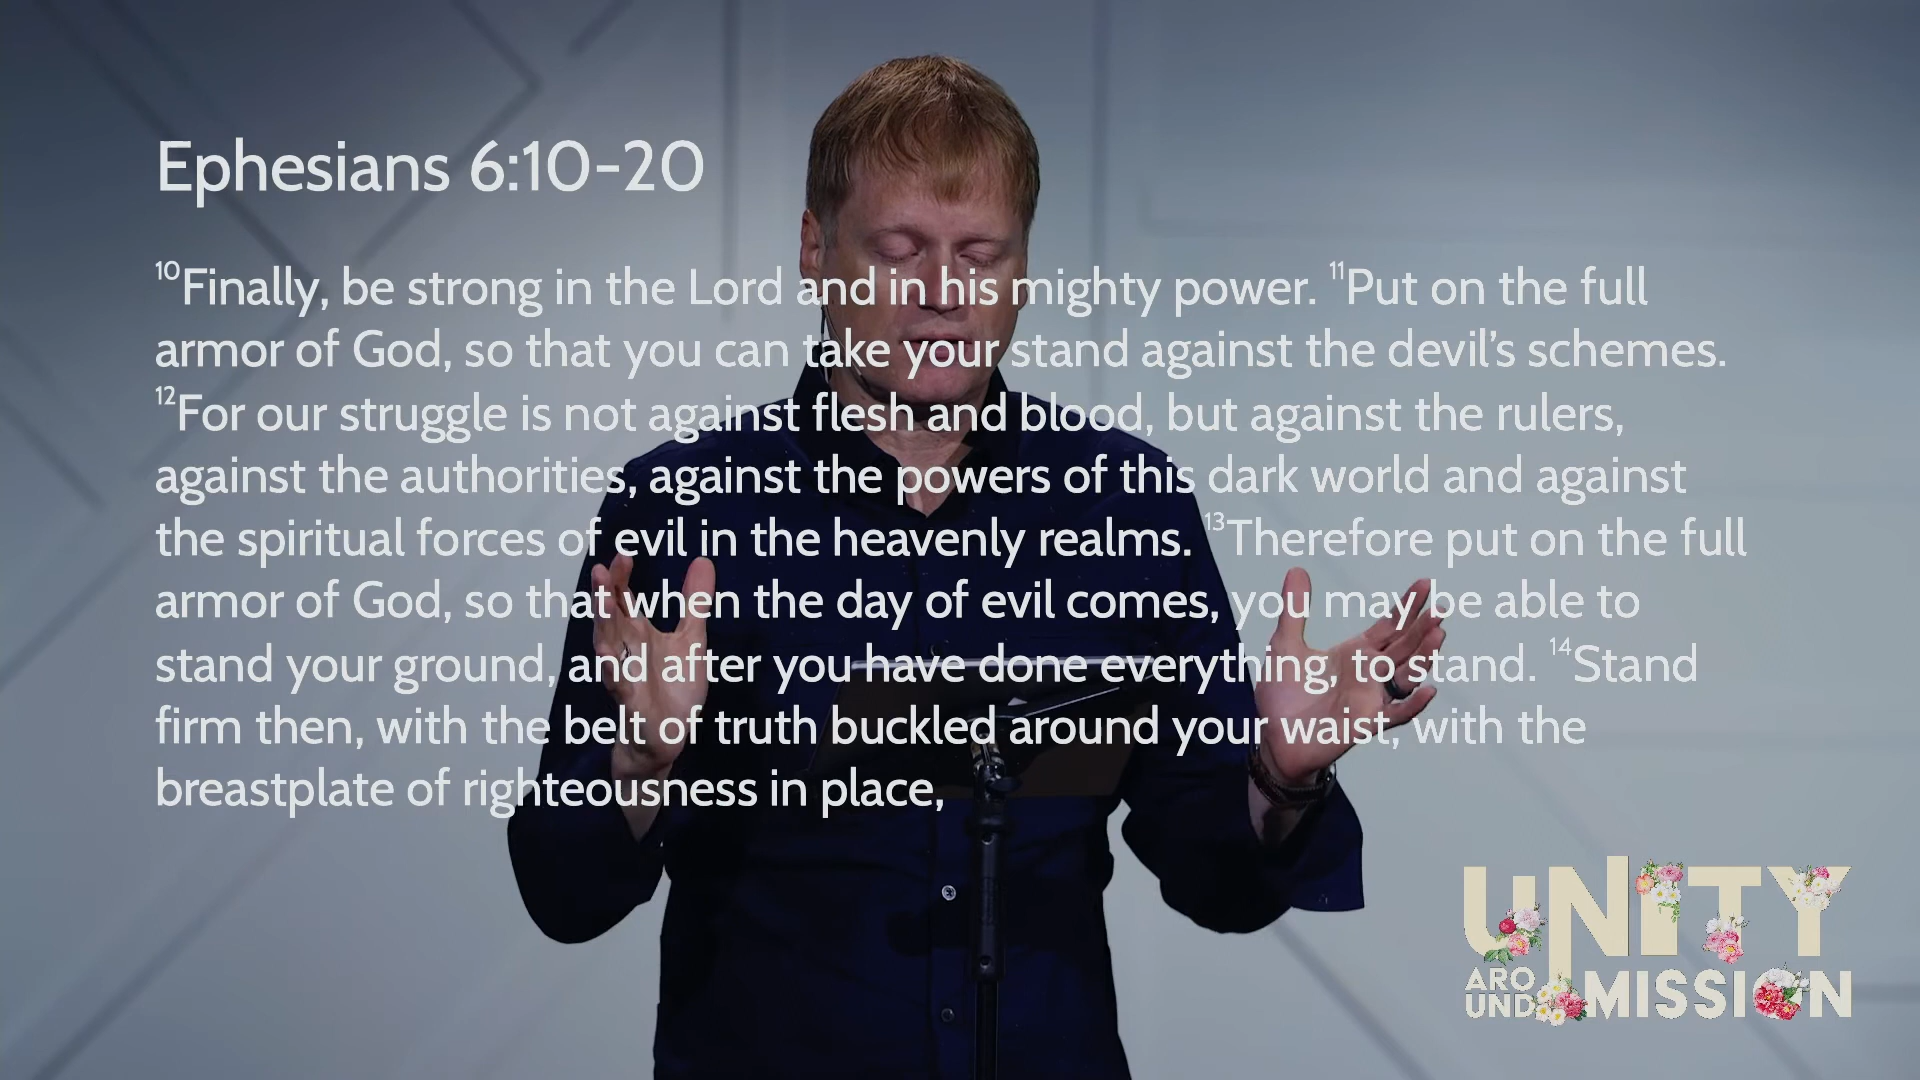 Ephesians 6:10-20
¹⁰Finally, be strong in the Lord and in his mighty power. ¹¹Put on the full
armor of God, so that you can take your stand against the devil’s schemes.
¹²For our struggle is not against flesh and blood, but against the rulers,
against the authorities, against the powers of this dark world and against
the spiritual forces of evil in the heavenly realms. ¹³Therefore put on the full
armor of God, so that when the day of evil comes, you may be able to
stand your ground, and after you have done everything, to stand. ¹⁴Stand
firm then, with the belt of truth buckled around your waist, with the
breastplate of righteousness in place,
UNITY
ARO
UND MISSION